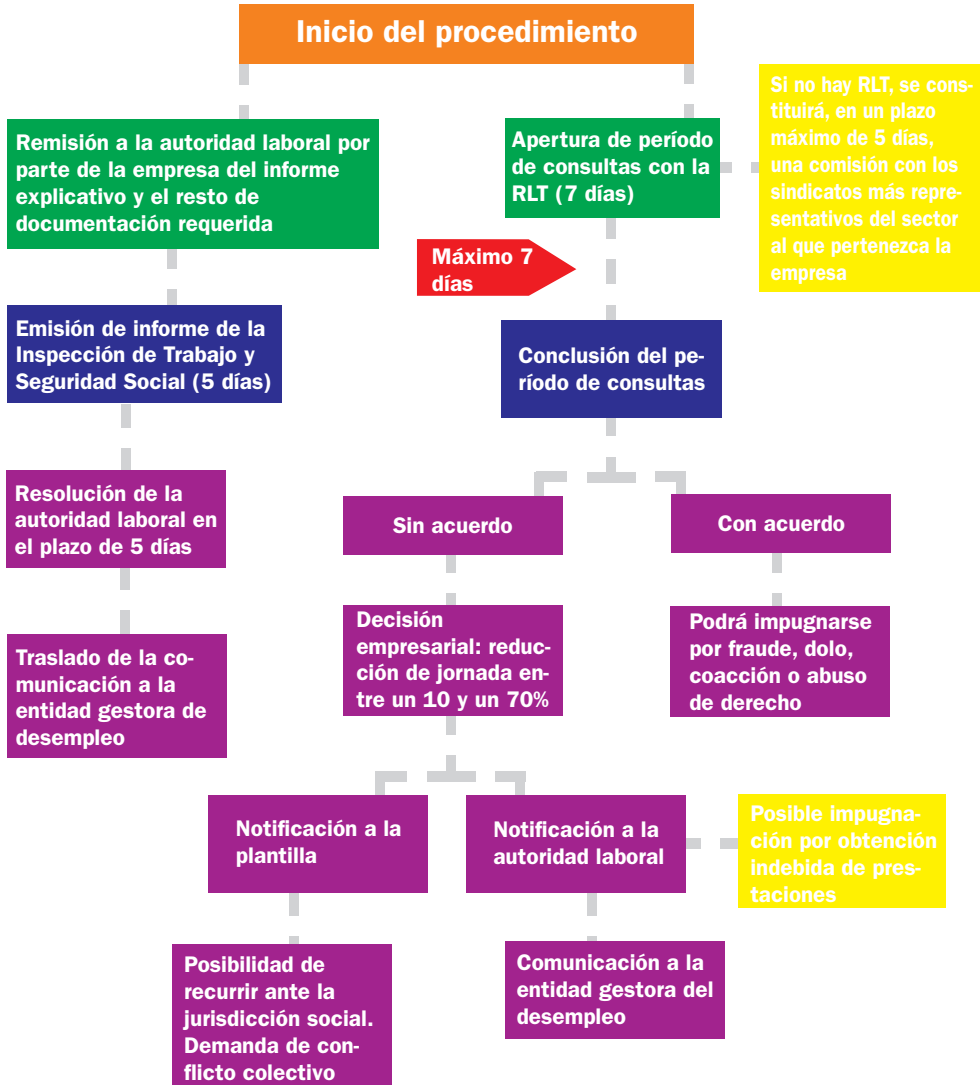 Inicio del procedimiento
Remisión a la autoridad laboral por
parte de la empresa del informe
explicativo y el resto de
documentación requerida
Apertura de período
de consultas con la
RLT (7 días)
Si no hay RLT, se cons-
tituirá, en un plazo
máximo de 5 días,
una comisión con los
sindicatos más repre-
sentativos del sector
al que pertenezca la
empresa
Máximo 7
días
Emisión de informe de la
Inspección de Trabajo y
Seguridad Social (5 días)
Conclusión del pe-
ríodo de consultas
Resolución de la
autoridad laboral en
el plazo de 5 días
Sin acuerdo
Con acuerdo
Traslado de la co-
municación a la
entidad gestora de
desempleo
Decisión
empresarial: reduc-
ción de jornada en-
tre un 10 y un 70%
Podrá impugnarse
por fraude, dolo,
coacción o abuso
de derecho
Notificación a la
plantilla
Notificación a la
autoridad laboral
Posible impugna-
ción por obtención
indebida de pres-
taciones
Posibilidad de
recurrir ante la
jurisdicción social.
Demanda de con-
flicto colectivo
Comunicación a la
entidad gestora del
desempleo